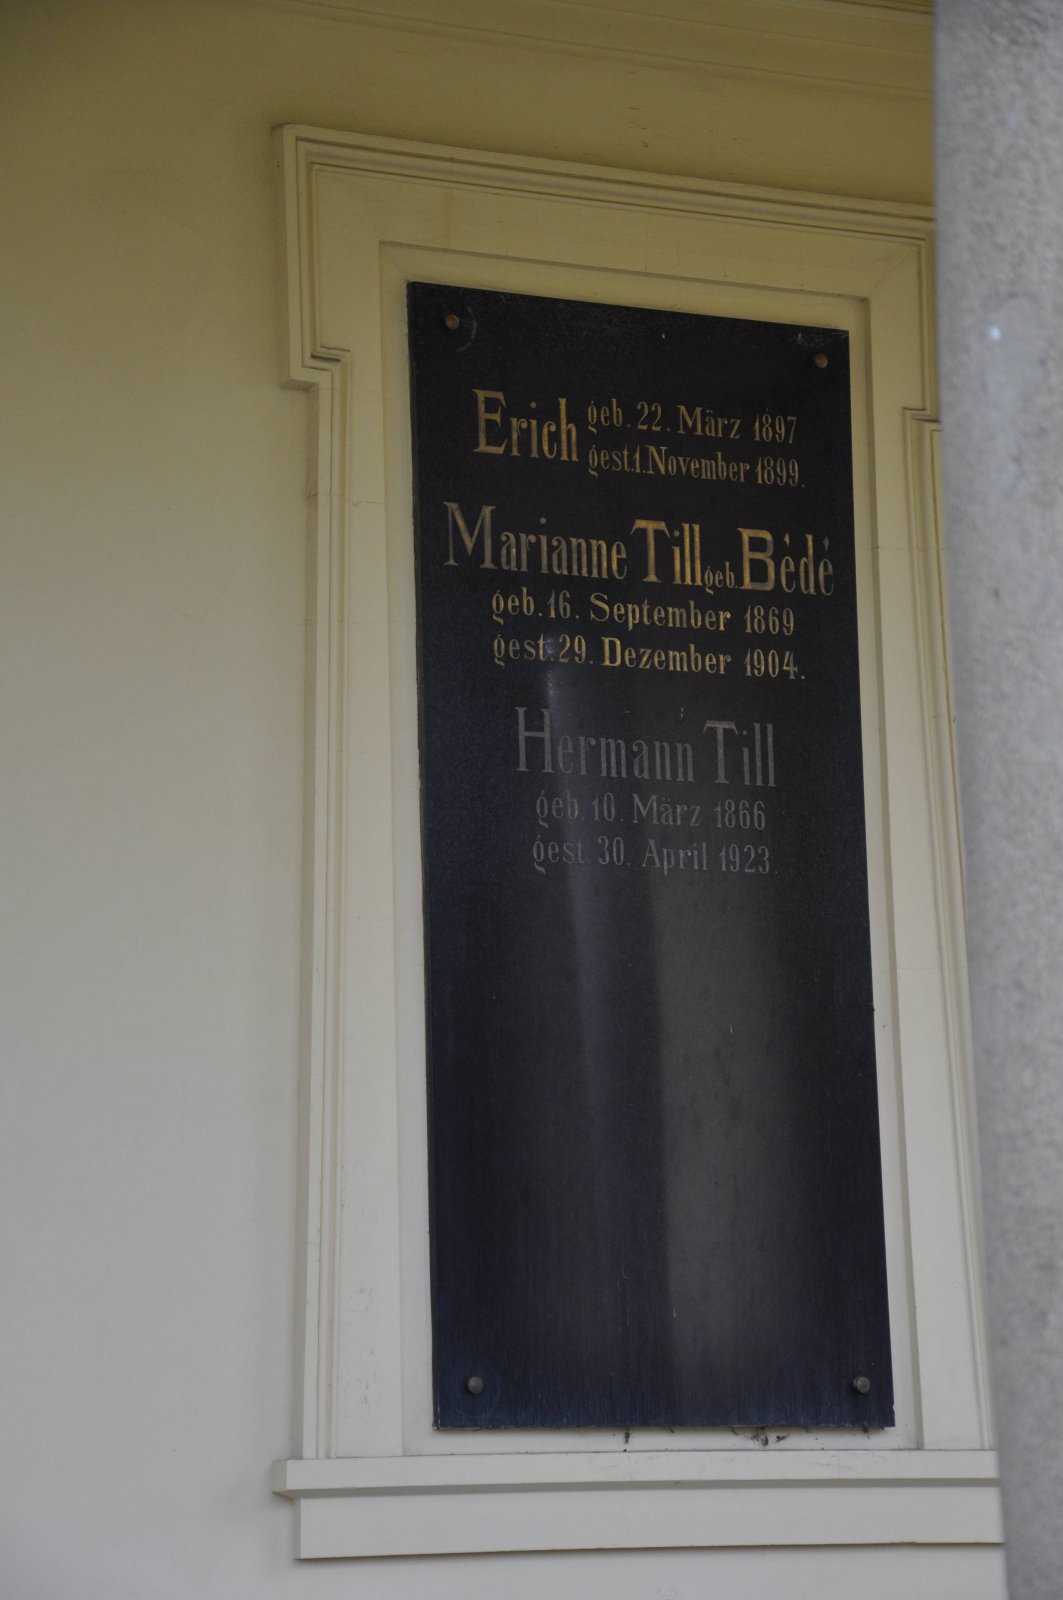 Erich geb. 22. März 1897
gest. 1. November 1899.
Marianne Till geb. Bédé
geb. 16. September 1869
gest. 29. Dezember 1904.
Hermann Till
geb. 10. März 1866
gest. 30. April 1923.